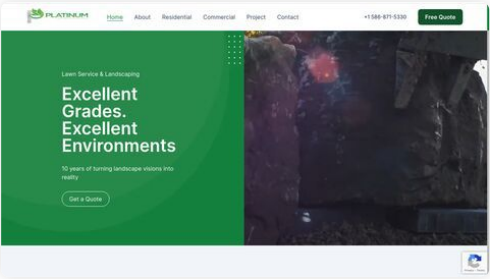 PLATINUM
Home About Residential Commercial Project Contact
+1 586-871-5330
Free Quote
Lawn Service & Landscaping
Excellent
Grades.
Excellent
Environments
10 years of turning landscape visions into
reality
Get a Quote